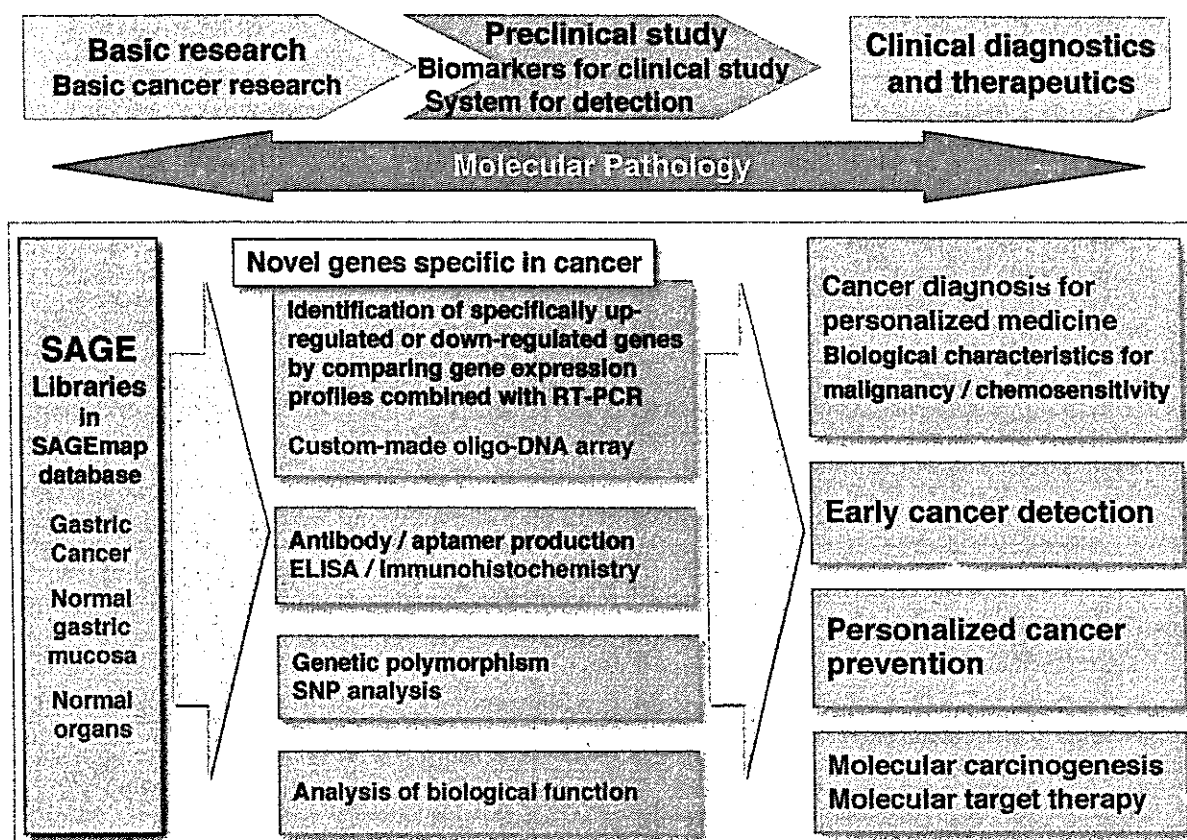 Basic research
Basic cancer research
Preclinical study
Biomarkers for clinical study
System for detection
Clinical diagnostics
and therapeutics
Molecular Pathology
SAGE
Libraries
in
SAGEmap
database
Gastric
Cancer
Normal
gastric
mucosa
Normal
organs
Novel genes specific in cancer
Identification of specifically up-
regulated or down-regulated genes
by comparing gene expression
profiles combined with RT-PCR
Custom-made oligo-DNA array
Antibody / aptamer production
ELISA / Immunohistochemistry
Genetic polymorphism
SNP analysis
Analysis of biological function
Cancer diagnosis for
personalized medicine
Biological characteristics for
malignancy / chemosensitivity
Early cancer detection
Personalized cancer
prevention
Molecular carcinogenesis
Molecular target therapy